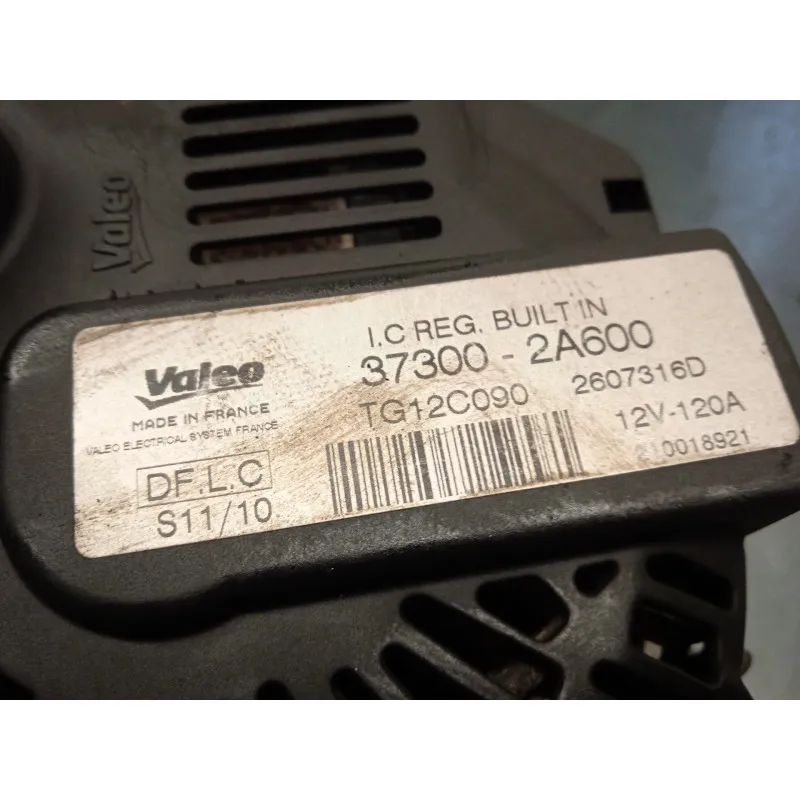 Valeo
I.C REG. BUILT IN
37300 - 2A600
Valeo
MADE IN FRANCE
VALEO ELECTRICAL SYSTEM FRANCE
TG12C090 2607316D
12V-120A
DF.L.C
S11/10
210018921